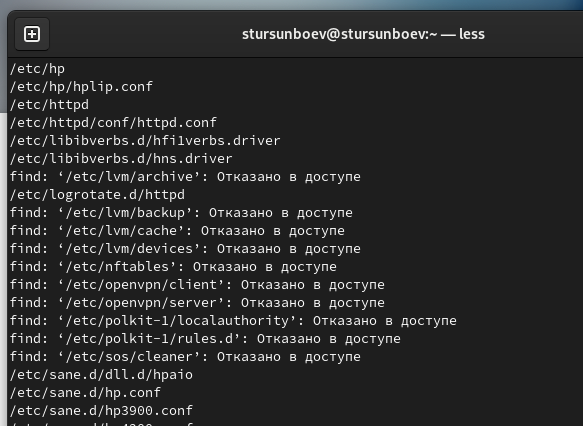 stursunboev@stursunboev:~ — less
/etc/hp
/etc/hp/hplip.conf
/etc/httpd
/etc/httpd/conf/httpd.conf
/etc/libibverbs.d/hfi1verbs.driver
/etc/libibverbs.d/hns.driver
find: ‘/etc/lvm/archive’: Отказано в доступе
/etc/logrotate.d/httpd
find: ‘/etc/lvm/backup’: Отказано в доступе
find: ‘/etc/lvm/cache’: Отказано в доступе
find: ‘/etc/lvm/devices’: Отказано в доступе
find: ‘/etc/nftables’: Отказано в доступе
find: ‘/etc/openvpn/client’: Отказано в доступе
find: ‘/etc/openvpn/server’: Отказано в доступе
find: ‘/etc/polkit-1/localauthority’: Отказано в доступе
find: ‘/etc/polkit-1/rules.d’: Отказано в доступе
find: ‘/etc/sos/cleaner’: Отказано в доступе
/etc/sane.d/dll.d/hpaio
/etc/sane.d/hp.conf
/etc/sane.d/hp3900.conf